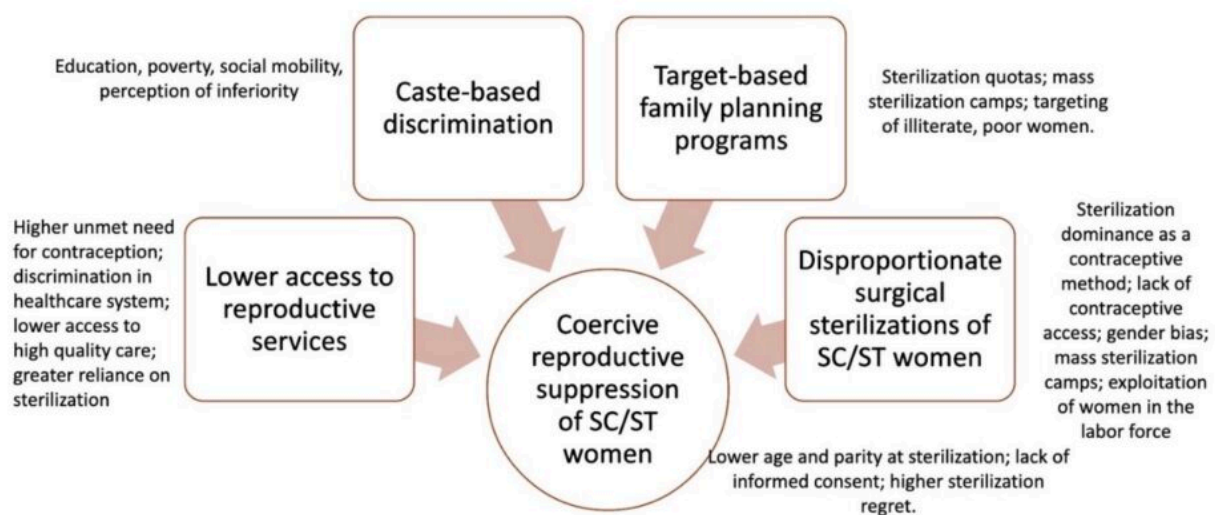 Education, poverty, social mobility,
perception of inferiority
Caste-based
discrimination
Target-based
family planning
programs
Sterilization quotas; mass
sterilization camps; targeting
of illiterate, poor women.
Higher unmet need
for contraception;
discrimination in
healthcare system;
lower access to
high quality care;
greater reliance on
sterilization
Lower access to
reproductive
services
Coercive
reproductive
suppression
of SC/ST
women
Disproportionate
surgical
sterilizations of
SC/ST women
Sterilization
dominance as a
contraceptive
method; lack of
contraceptive
access; gender bias;
mass sterilization
camps; exploitation
of women in the
labor force
Lower age and parity at sterilization; lack of
informed consent; higher sterilization
regret.